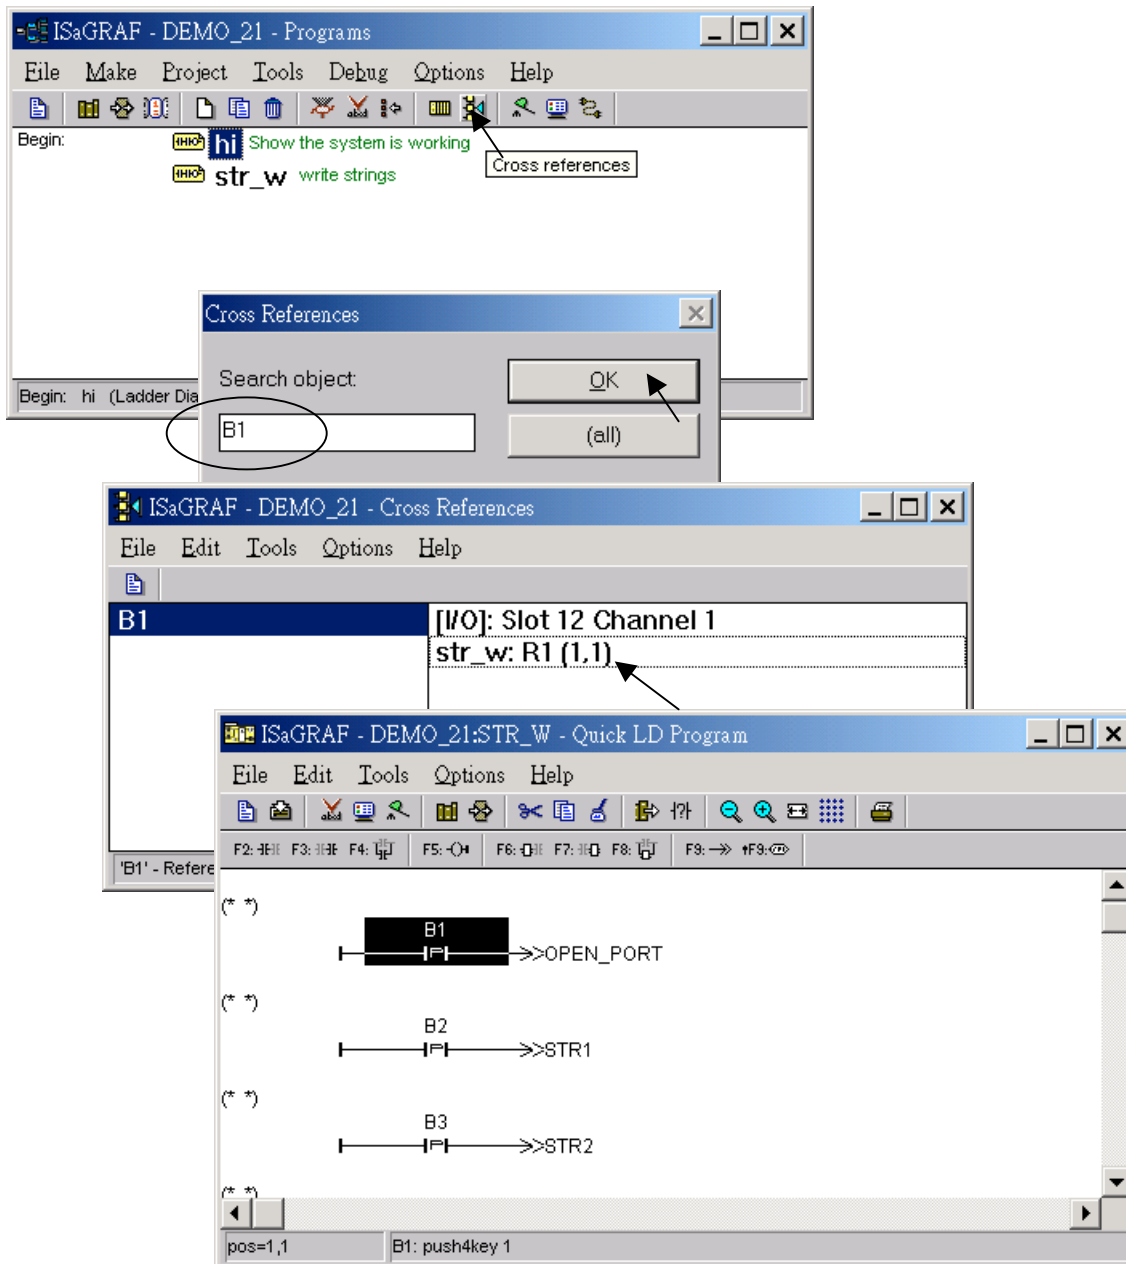 ISaGRAF - DEMO_21 - Programs
File Make Project Tools Debug Options Help
Begin: hi Show the system is working
Cross references
str_w write strings
Begin: hi (Ladder Dia
Cross References
Search object:
OK
B1
(all)
ISaGRAF - DEMO_21 - Cross References
File Edit Tools Options Help
B1 [I/O]: Slot 12 Channel 1
str_w: R1 (1,1)
'B1' - Refere
ISaGRAF - DEMO_21:STR_W - Quick LD Program
File Edit Tools Options Help
F2: F3: F4: F5: F6: F7: F8: F9: F9:
(* *)
B1
>>OPEN_PORT
(* *)
B2
>>STR1
(* *)
B3
>>STR2
(* *)
pos=1,1 B1: push4key 1